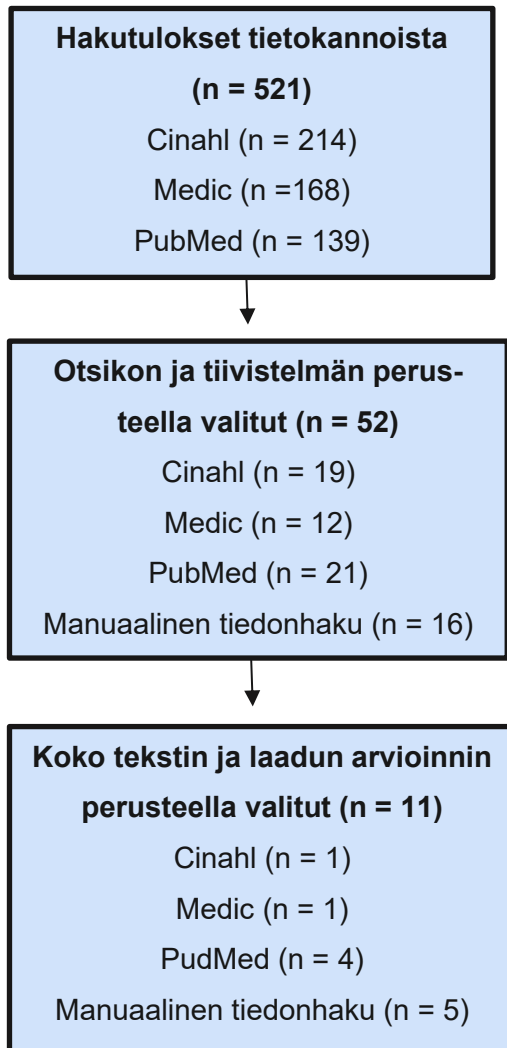 Hakutulokset tietokannoista
(n = 521)
Cinahl (n = 214)
Medic (n =168)
PubMed (n = 139)
Otsikon ja tiivistelmän perus-
teella valitut (n = 52)
Cinahl (n = 19)
Medic (n = 12)
PubMed (n = 21)
Manuaalinen tiedonhaku (n = 16)
Koko tekstin ja laadun arvioinnin
perusteella valitut (n = 11)
Cinahl (n = 1)
Medic (n = 1)
PudMed (n = 4)
Manuaalinen tiedonhaku (n = 5)